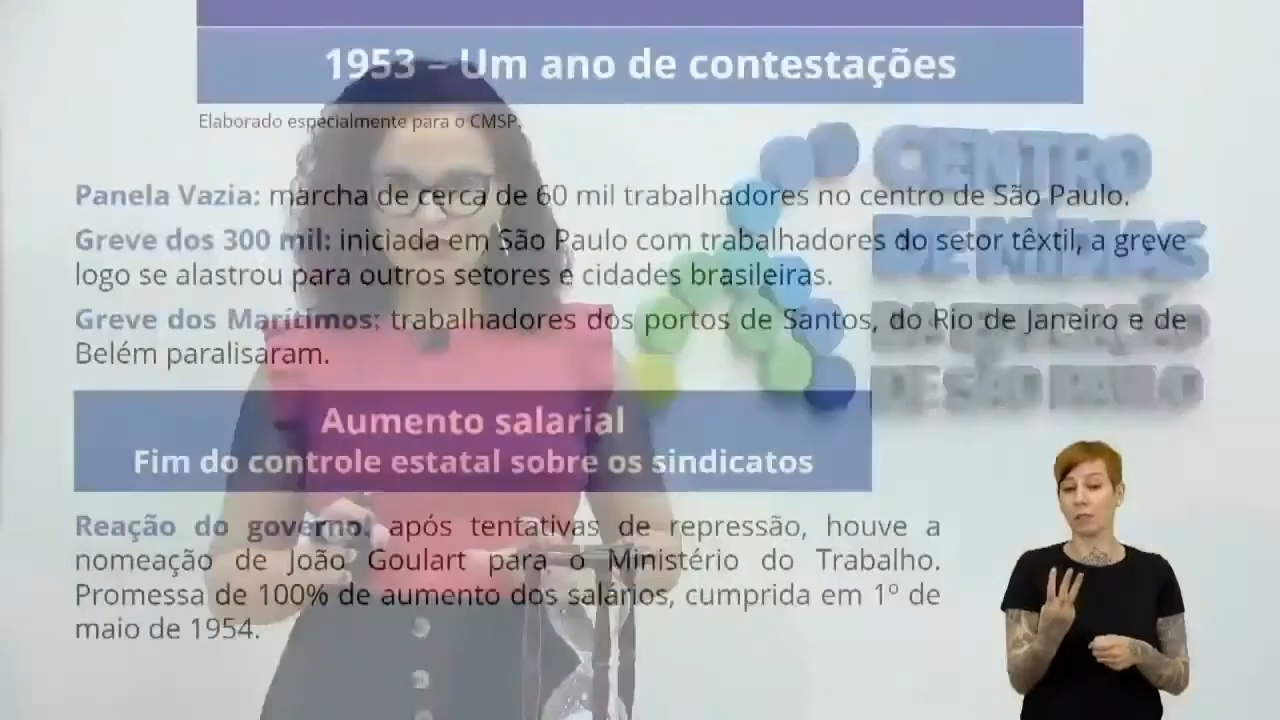 1953 – Um ano de contestações
Elaborado especialmente para o CMSP.
Panela Vazia: marcha de cerca de 60 mil trabalhadores no centro de São Paulo.
Greve dos 300 mil: iniciada em São Paulo com trabalhadores do setor têxtil, a greve
logo se alastrou para outros setores e cidades brasileiras.
Greve dos Marítimos: trabalhadores dos portos de Santos, do Rio de Janeiro e de
Belém paralisaram.
Aumento salarial
Fim do controle estatal sobre os sindicatos
Reação do governo: após tentativas de repressão, houve a
nomeação de João Goulart para o Ministério do Trabalho.
Promessa de 100% de aumento dos salários, cumprida em 1º de
maio de 1954.
CENTRO
DE MÍDIAS
DA EDUCAÇÃO
DE SÃO PAULO